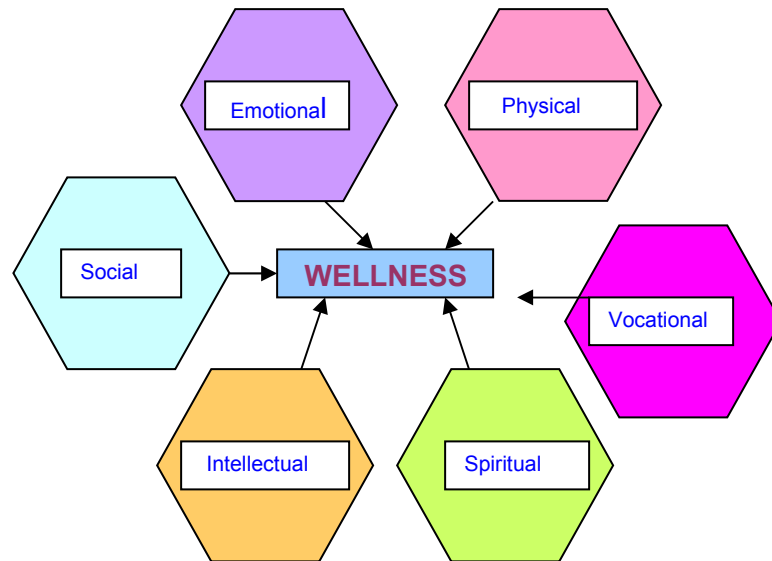 Emotional
Physical
Social
WELLNESS
Vocational
Intellectual
Spiritual